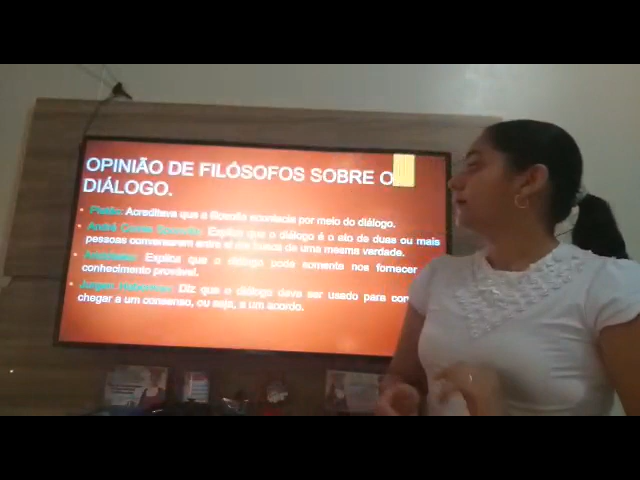 OPINIÃO DE FILÓSOFOS SOBRE O
DIÁLOGO.
• Platão: Acreditava que a filosofia acontecia por meio do diálogo.
• André Comte Sponville: Explica que o diálogo é o ato de duas ou mais
pessoas conversarem entre si em busca de uma mesma verdade.
• Explica que o diálogo pode somente nos fornecer
conhecimento provável.
• Jürgen Habermas: Diz que o diálogo deve ser usado para
chegar a um consenso, ou seja, a um acordo.